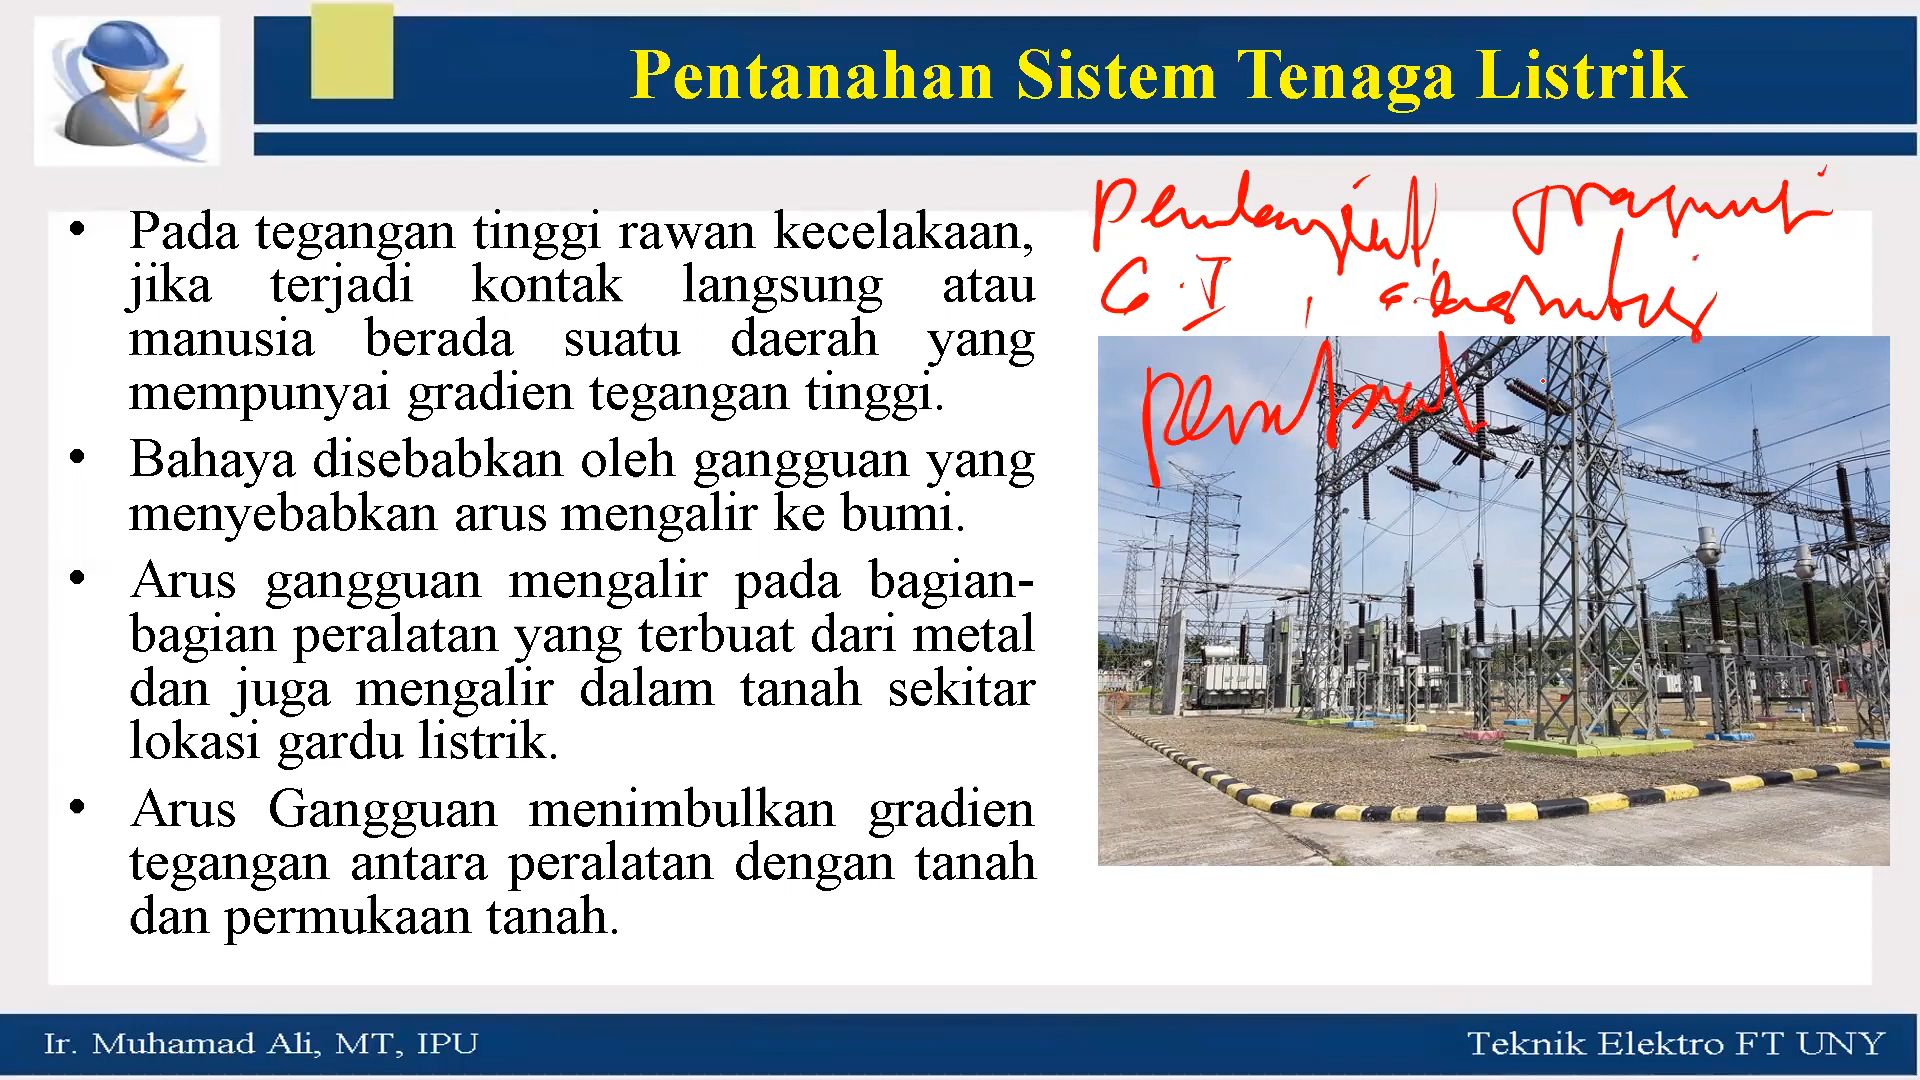 Pentanahan Sistem Tenaga Listrik
• Pada tegangan tinggi rawan kecelakaan,
jika terjadi kontak langsung atau
manusia berada suatu daerah yang
mempunyai gradien tegangan tinggi.
• Bahaya disebabkan oleh gangguan yang
menyebabkan arus mengalir ke bumi.
• Arus gangguan mengalir pada bagian-
bagian peralatan yang terbuat dari metal
dan juga mengalir dalam tanah sekitar
lokasi gardu listrik.
• Arus Gangguan menimbulkan gradien
tegangan antara peralatan dengan tanah
dan permukaan tanah.
G.I,
Ir. Muhamad Ali, MT, IPU
Teknik Elektro FT UNY